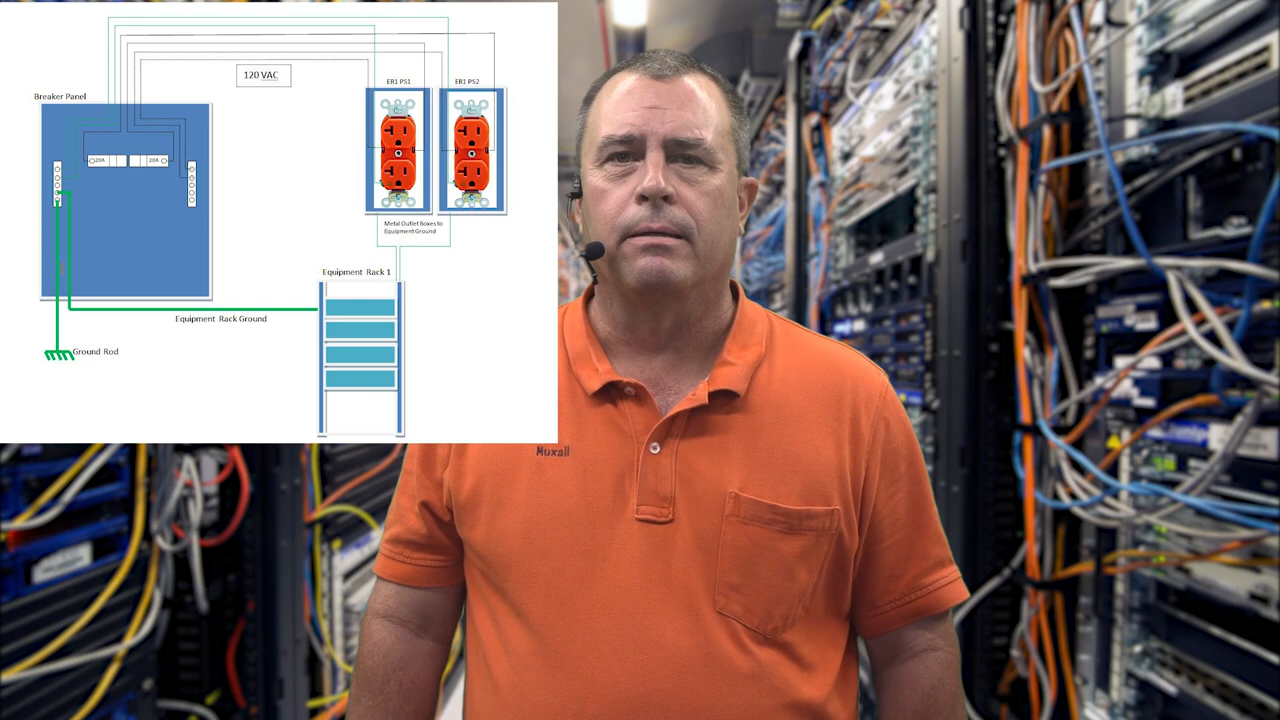 120 VAC
ER1 PS1
ER1 PS2
Breaker Panel
20A
20A
Metal Outlet Boxes to
Equipment Ground
Equipment Rack 1
Equipment Rack Ground
Ground Rod
Muxall